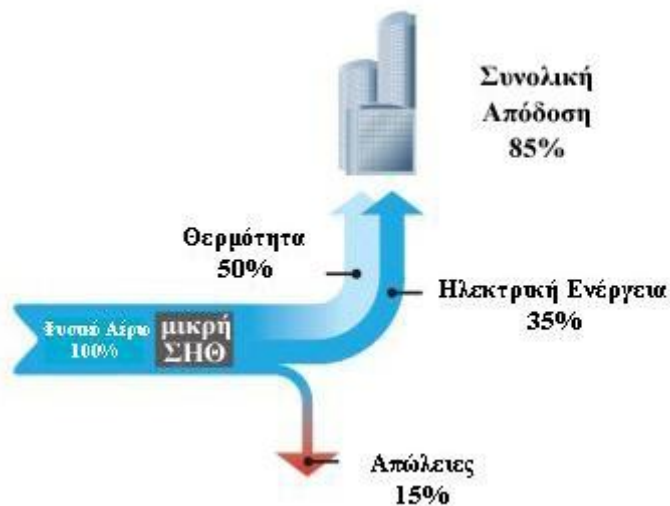 Συνολική
Απόδοση
85%
Θερμότητα
50%
Ηλεκτρική Ενέργεια
35%
Φυσικό Αέριο
100%
μικρή
ΣΗΘ
Απώλειες
15%